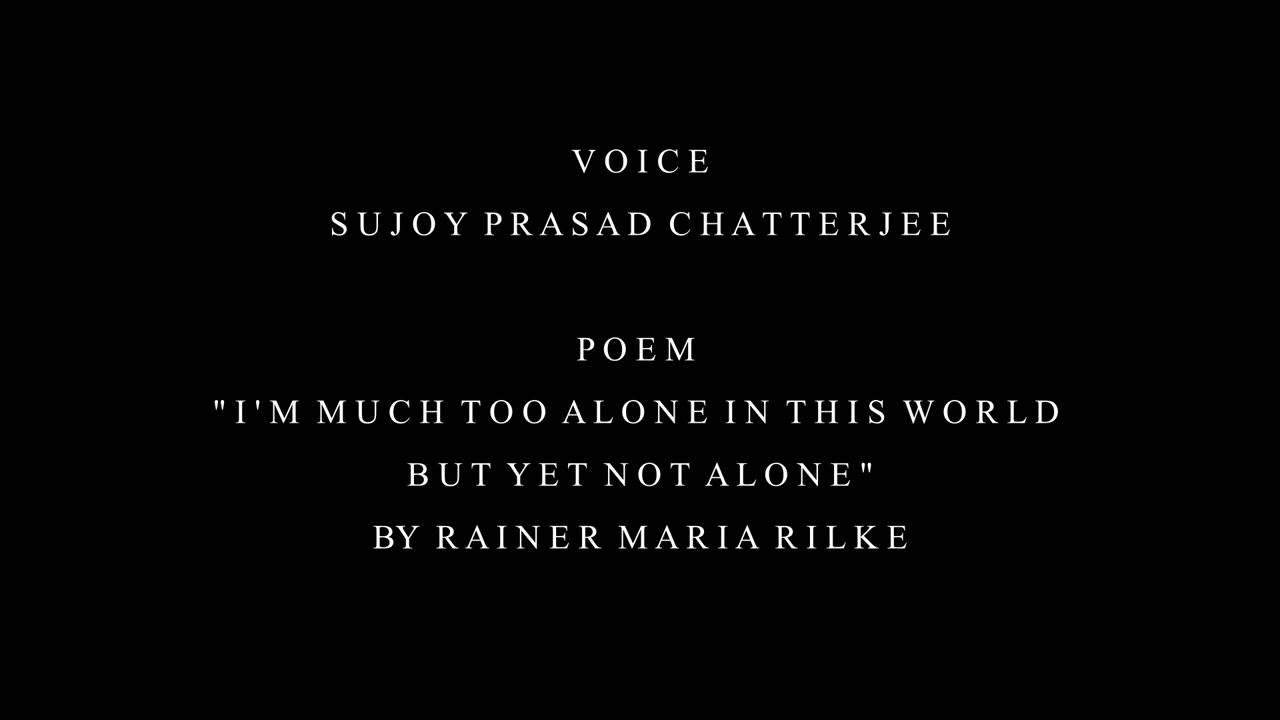 VOICE
SUJOY PRASAD CHATTERJEE
POEM
"I'M MUCH TOO ALONE IN THIS WORLD
BUT YET NOT ALONE"
BY RAINER MARIA RILKE